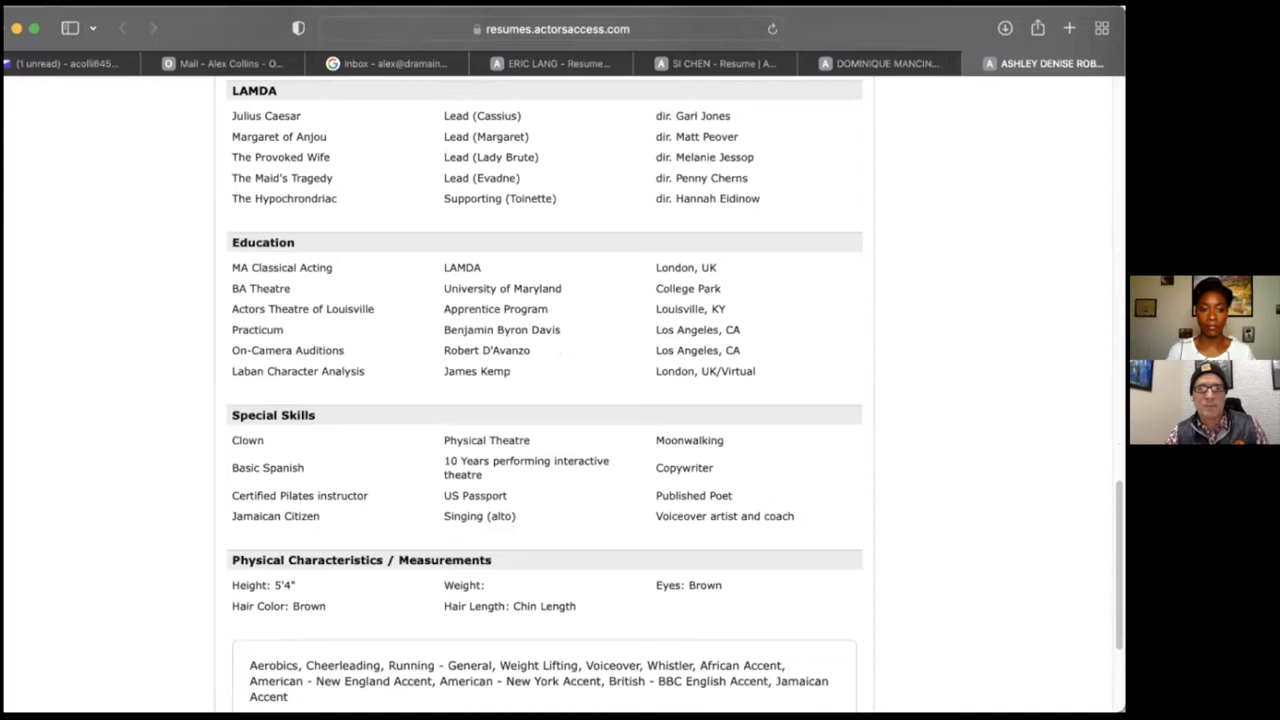 resumes.actorsaccess.com
(1 unread) - acolli645... Mail - Alex Collins - O... Inbox - alex@dramain... ERIC LANG - Resume... SI CHEN - Resume | A... DOMINIQUE MANCIN... ASHLEY DENISE ROB...
LAMDA
Julius Caesar Lead (Cassius) dir. Gari Jones
Margaret of Anjou Lead (Margaret) dir. Matt Peover
The Provoked Wife Lead (Lady Brute) dir. Melanie Jessop
The Maid's Tragedy Lead (Evadne) dir. Penny Cherns
The Hypochrondriac Supporting (Toinette) dir. Hannah Eidinow
Education
MA Classical Acting LAMDA London, UK
BA Theatre University of Maryland College Park
Actors Theatre of Louisville Apprentice Program Louisville, KY
Practicum Benjamin Byron Davis Los Angeles, CA
On-Camera Auditions Robert D'Avanzo Los Angeles, CA
Laban Character Analysis James Kemp London, UK/Virtual
Special Skills
Clown Physical Theatre Moonwalking
Basic Spanish 10 Years performing interactive theatre Copywriter
Certified Pilates instructor US Passport Published Poet
Jamaican Citizen Singing (alto) Voiceover artist and coach
Physical Characteristics / Measurements
Height: 5'4" Weight: Eyes: Brown
Hair Color: Brown Hair Length: Chin Length
Aerobics, Cheerleading, Running - General, Weight Lifting, Voiceover, Whistler, African Accent,
American - New England Accent, American - New York Accent, British - BBC English Accent, Jamaican
Accent